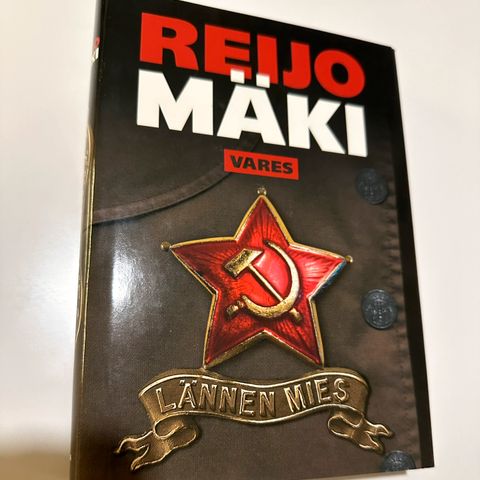 REIJO
MÄKI
VARES
LÄNNEN MIES